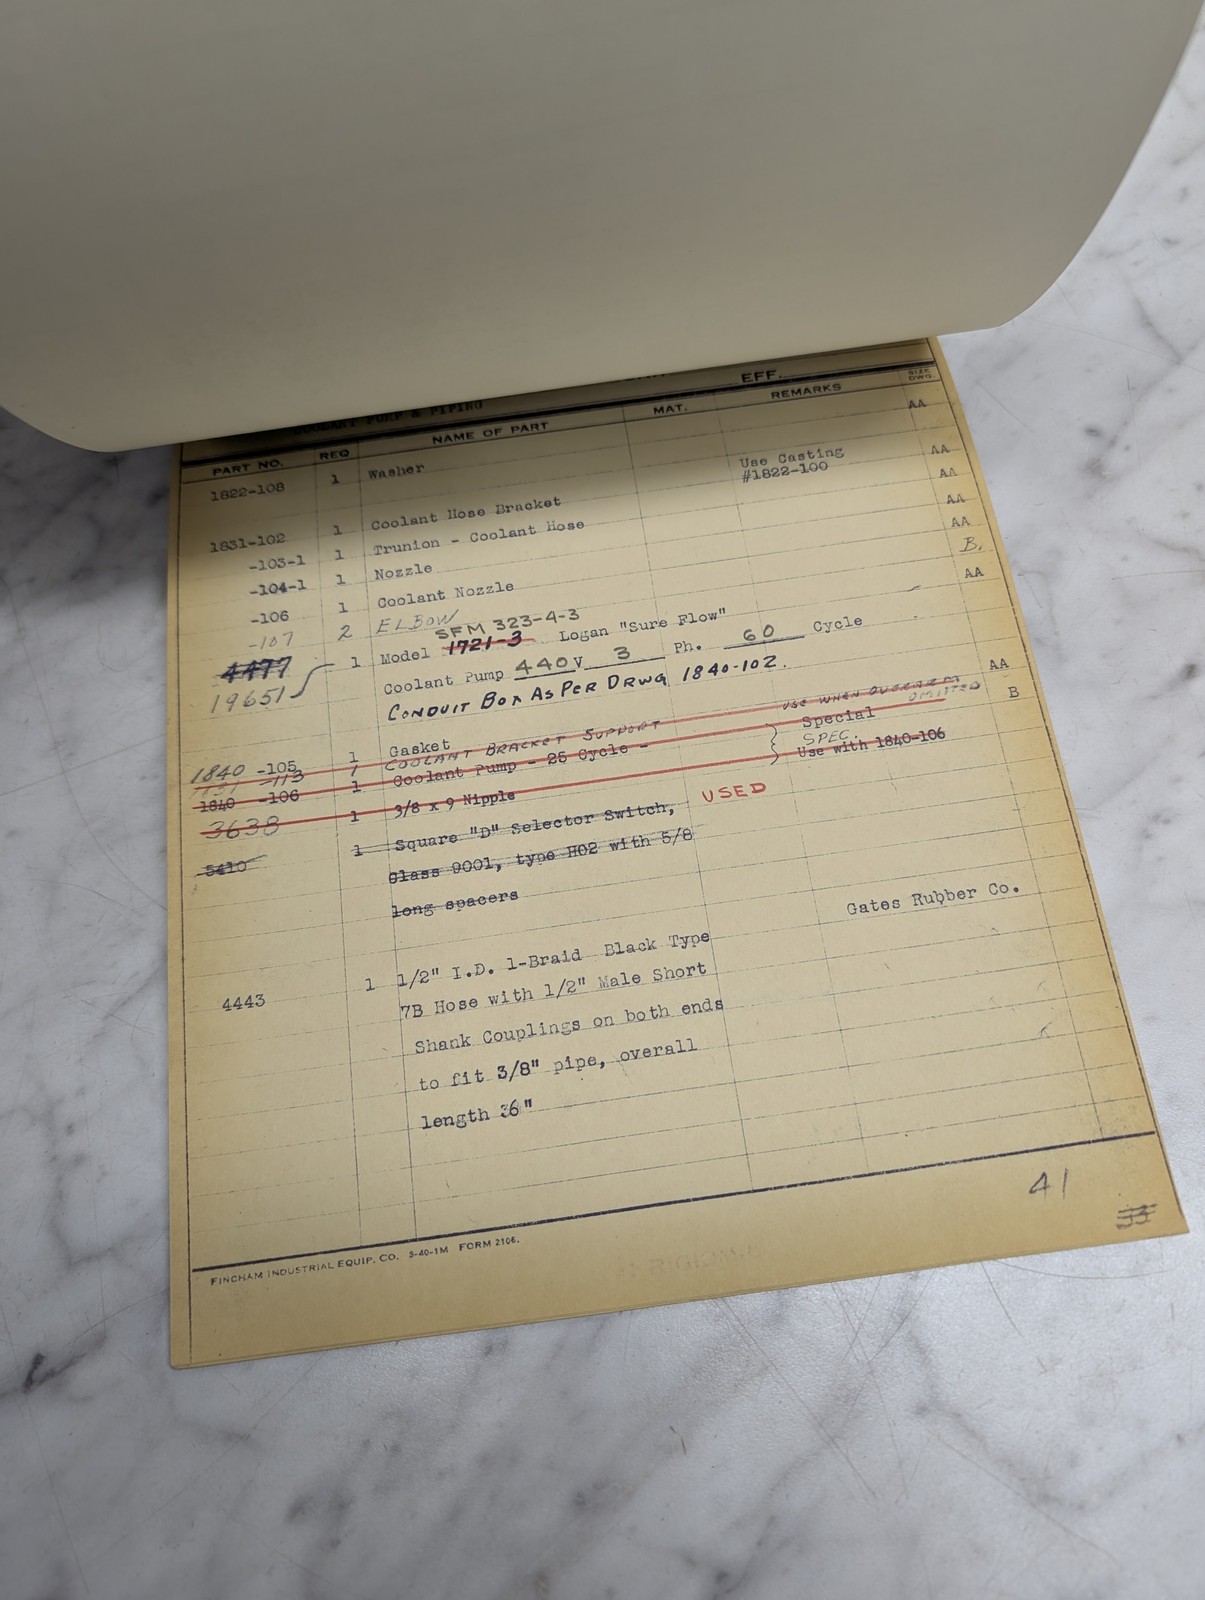 COOLANT PUMP & PIPING
EFF.
PART NO. REQ NAME OF PART MAT. REMARKS SIZE DWG.
1822-108 1 Washer AA
Use Casting
#1822-100
1831-102 1 Coolant Hose Bracket AA
-103-1 1 Trunion - Coolant Hose AA
-104-1 1 Nozzle AA
-106 1 Coolant Nozzle AA
-107 2 ELBOW B.
SFM 323-4-3
4477 1 Model 1721-3 Logan "Sure Flow" AA
19651 Coolant Pump 440 V 3 Ph. 60 Cycle
CONDUIT BOX AS PER DRWG 1840-102.
1840 -105 1 Gasket AA
-113 1 COOLANT BRACKET SUPPORT USE WHEN OVERARM OMITTED
1840 -106 1 Coolant Pump - 25 Cycle - Special B
SPEC.
3638 1 3/8 x 9 Nipple Use with 1840-106
5410 1 Square "D" Selector Switch, USED
Class 9001, type H02 with 5/8
long spacers
Gates Rubber Co.
4443 1 1/2" I.D. 1-Braid Black Type
7B Hose with 1/2" Male Short
Shank Couplings on both ends
to fit 3/8" pipe, overall
length 36"
41
33
FINCHAM INDUSTRIAL EQUIP. CO. 3-40-1M FORM 2106.